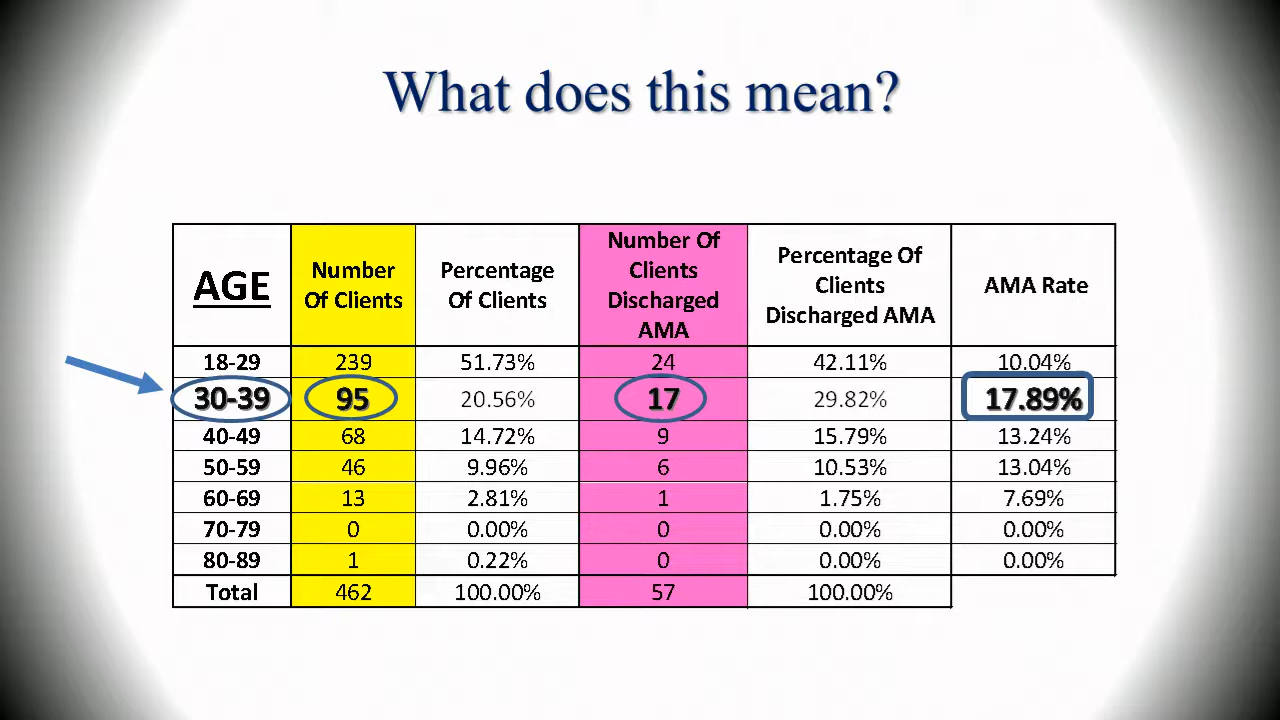 What does this mean?
AGE
Number
Of Clients
Percentage
Of Clients
Number Of
Clients
Discharged
AMA
Percentage Of
Clients
Discharged AMA
AMA Rate
18-29 239 51.73% 24 42.11% 10.04%
30-39 95 20.56% 17 29.82% 17.89%
40-49 68 14.72% 9 15.79% 13.24%
50-59 46 9.96% 6 10.53% 13.04%
60-69 13 2.81% 1 1.75% 7.69%
70-79 0 0.00% 0 0.00% 0.00%
80-89 1 0.22% 0 0.00% 0.00%
Total 462 100.00% 57 100.00%